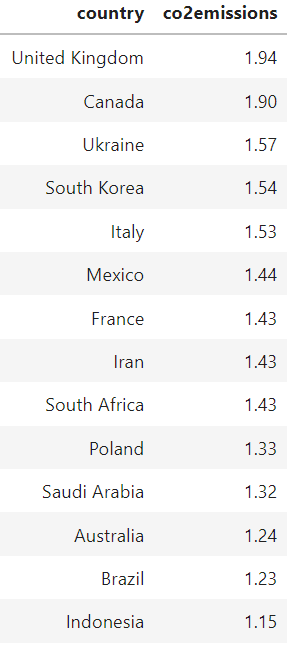 country co2emissions
United Kingdom 1.94
Canada 1.90
Ukraine 1.57
South Korea 1.54
Italy 1.53
Mexico 1.44
France 1.43
Iran 1.43
South Africa 1.43
Poland 1.33
Saudi Arabia 1.32
Australia 1.24
Brazil 1.23
Indonesia 1.15